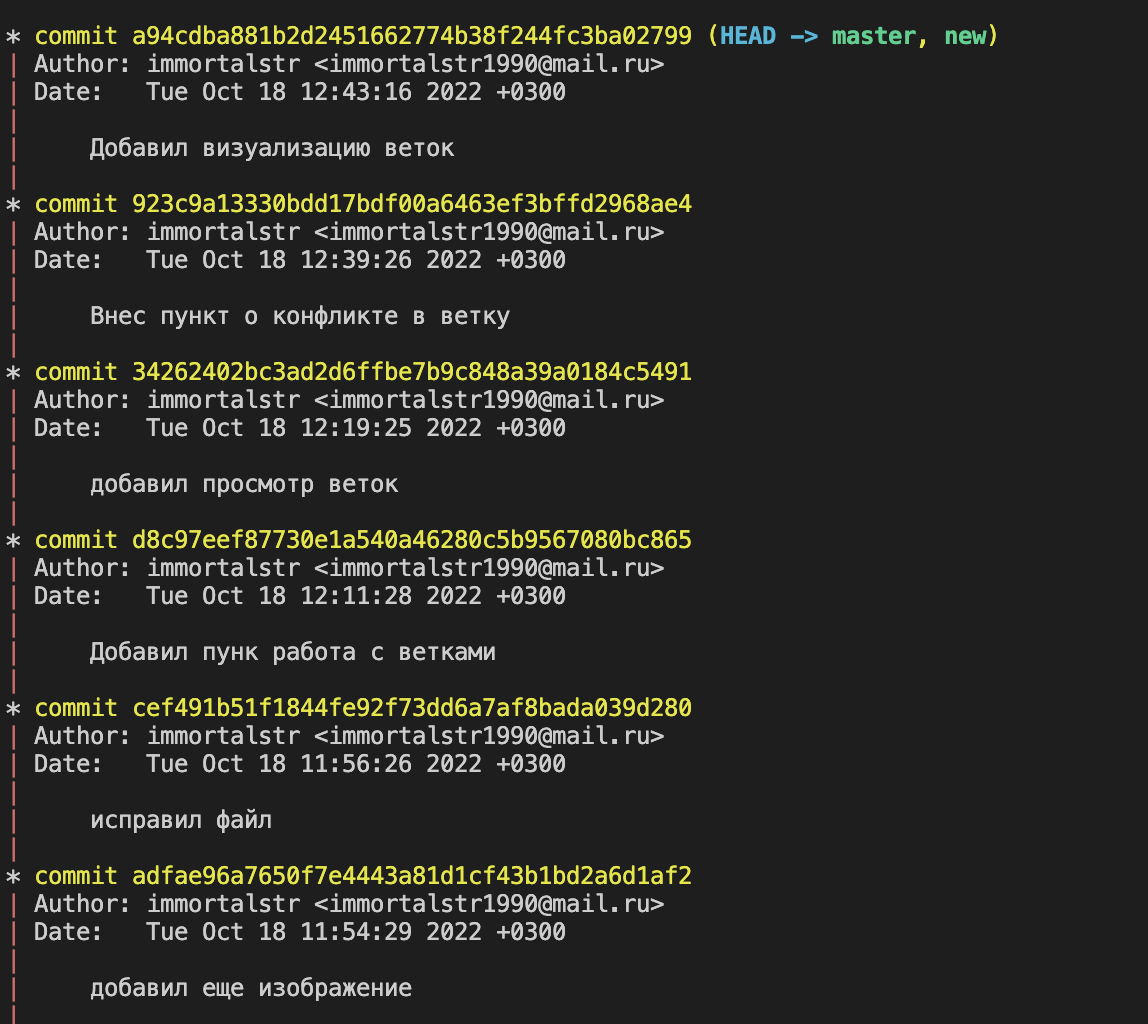 * commit a94cdba881b2d2451662774b38f244fc3ba02799 (HEAD -> master, new)
| Author: immortalstr <immortalstr1990@mail.ru>
| Date:   Tue Oct 18 12:43:16 2022 +0300
|
|     Добавил визуализацию веток
|
* commit 923c9a13330bdd17bdf00a6463ef3bffd2968ae4
| Author: immortalstr <immortalstr1990@mail.ru>
| Date:   Tue Oct 18 12:39:26 2022 +0300
|
|     Внес пункт о конфликте в ветку
|
* commit 34262402bc3ad2d6ffbe7b9c848a39a0184c5491
| Author: immortalstr <immortalstr1990@mail.ru>
| Date:   Tue Oct 18 12:19:25 2022 +0300
|
|     добавил просмотр веток
|
* commit d8c97eef87730e1a540a46280c5b9567080bc865
| Author: immortalstr <immortalstr1990@mail.ru>
| Date:   Tue Oct 18 12:11:28 2022 +0300
|
|     Добавил пунк работа с ветками
|
* commit cef491b51f1844fe92f73dd6a7af8bada039d280
| Author: immortalstr <immortalstr1990@mail.ru>
| Date:   Tue Oct 18 11:56:26 2022 +0300
|
|     исправил файл
|
* commit adfae96a7650f7e4443a81d1cf43b1bd2a6d1af2
| Author: immortalstr <immortalstr1990@mail.ru>
| Date:   Tue Oct 18 11:54:29 2022 +0300
|
|     добавил еще изображение
|